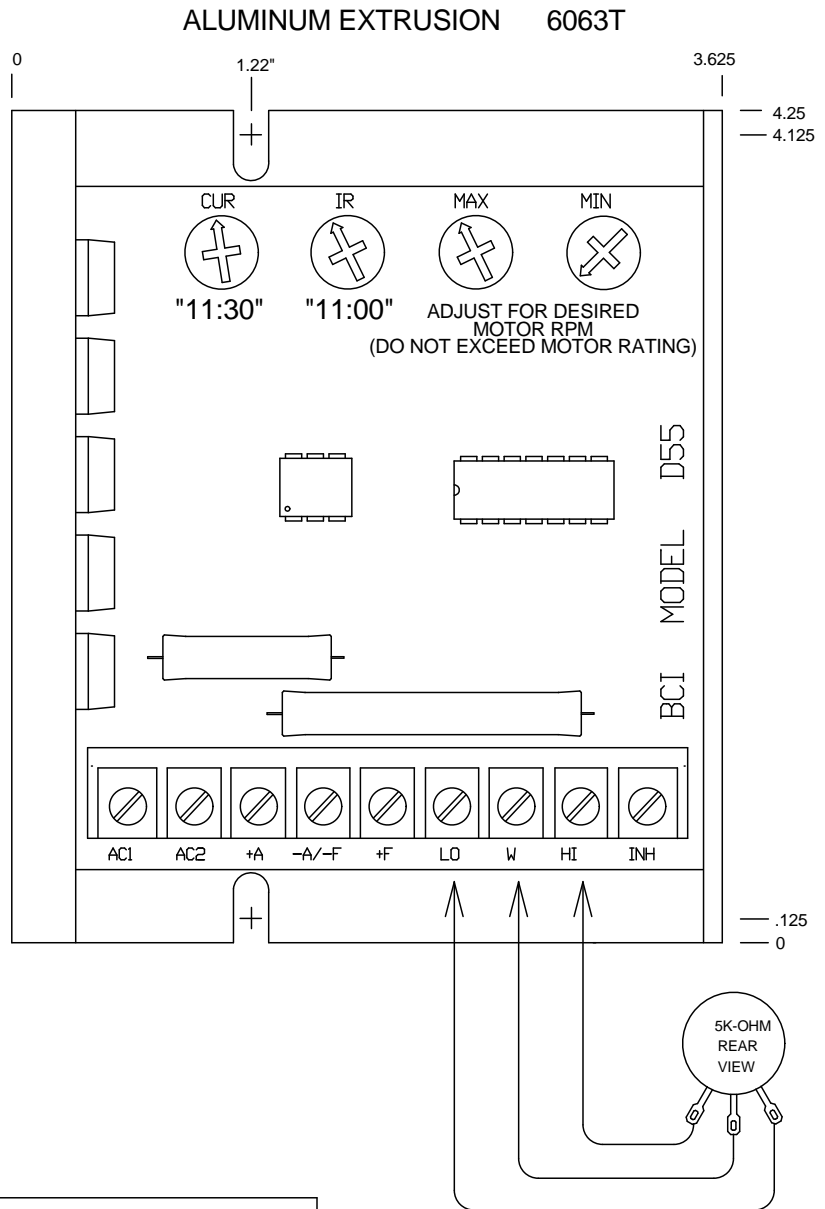 ALUMINUM EXTRUSION 6063T
0
1.22"
3.625
4.25
4.125
CUR
IR
MAX
MIN
"11:30"
"11:00"
ADJUST FOR DESIRED
MOTOR RPM
(DO NOT EXCEED MOTOR RATING)
BCI MODEL D55
AC1
AC2
+A
-A/-F
+F
LO
W
HI
INH
.125
0
5K-OHM
REAR
VIEW